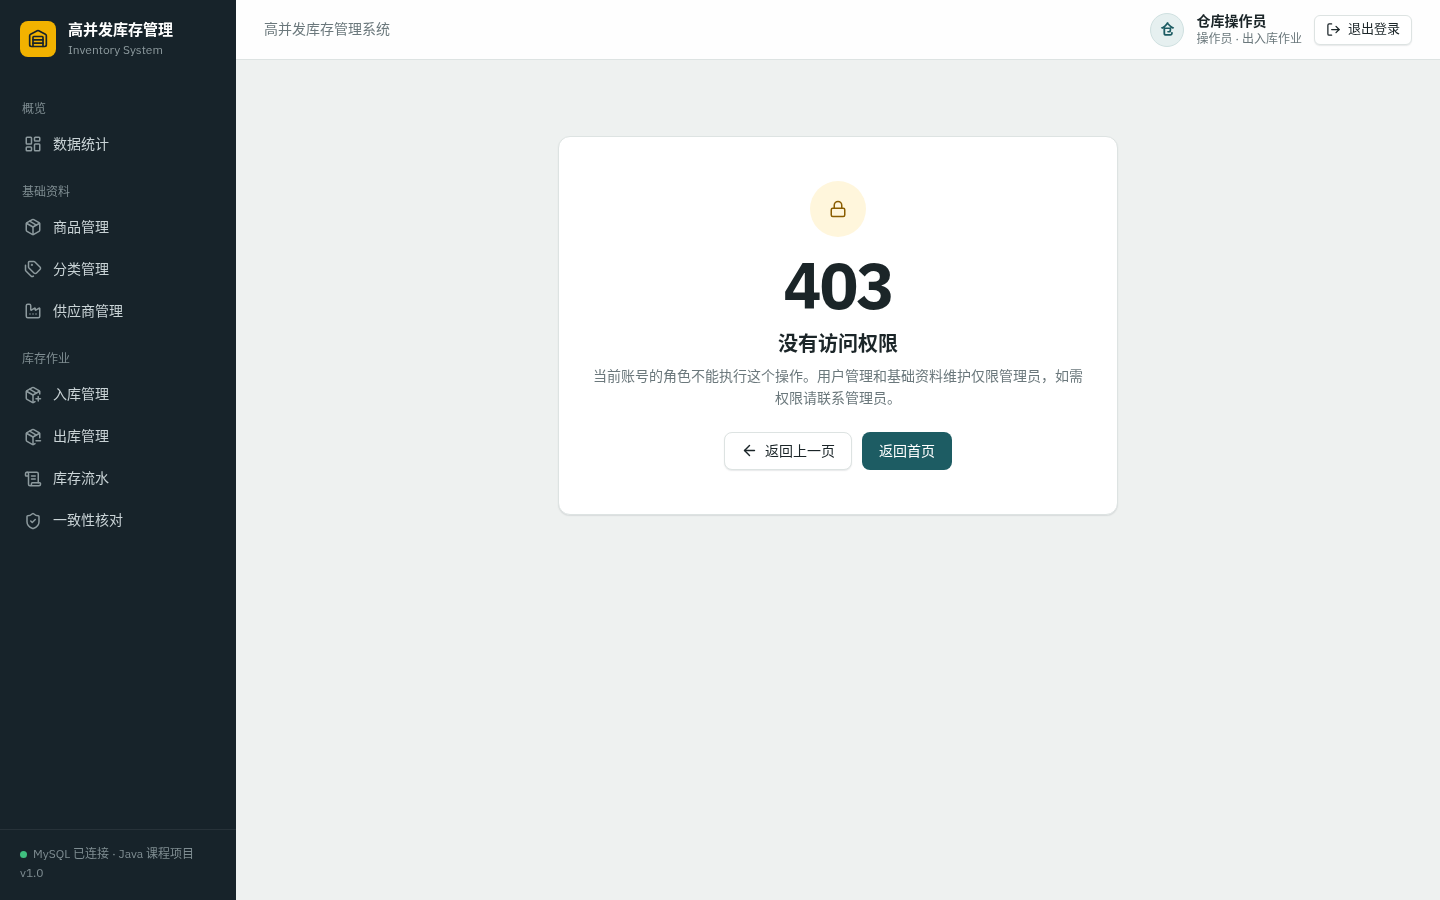 高并发库存管理
Inventory System
概览
数据统计
基础资料
商品管理
分类管理
供应商管理
库存作业
入库管理
出库管理
库存流水
一致性核对
MySQL 已连接 · Java 课程项目
v1.0
高并发库存管理系统
仓
仓库操作员
操作员 · 出入库作业
退出登录
403
没有访问权限
当前账号的角色不能执行这个操作。用户管理和基础资料维护仅限管理员，如需
权限请联系管理员。
返回上一页
返回首页